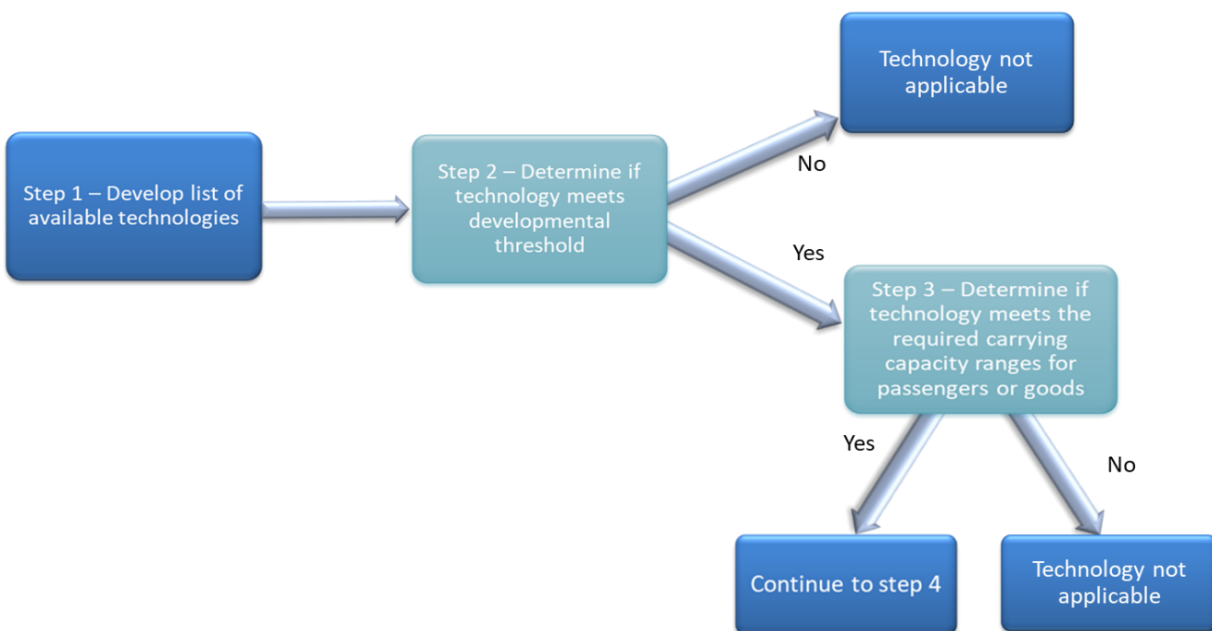 Technology not
applicable
Step 1 – Develop list of
available technologies
Step 2 – Determine if
technology meets
developmental
threshold
No
Yes
Step 3 – Determine if
technology meets the
required carrying
capacity ranges for
passengers or goods
Yes
No
Continue to step 4
Technology not
applicable